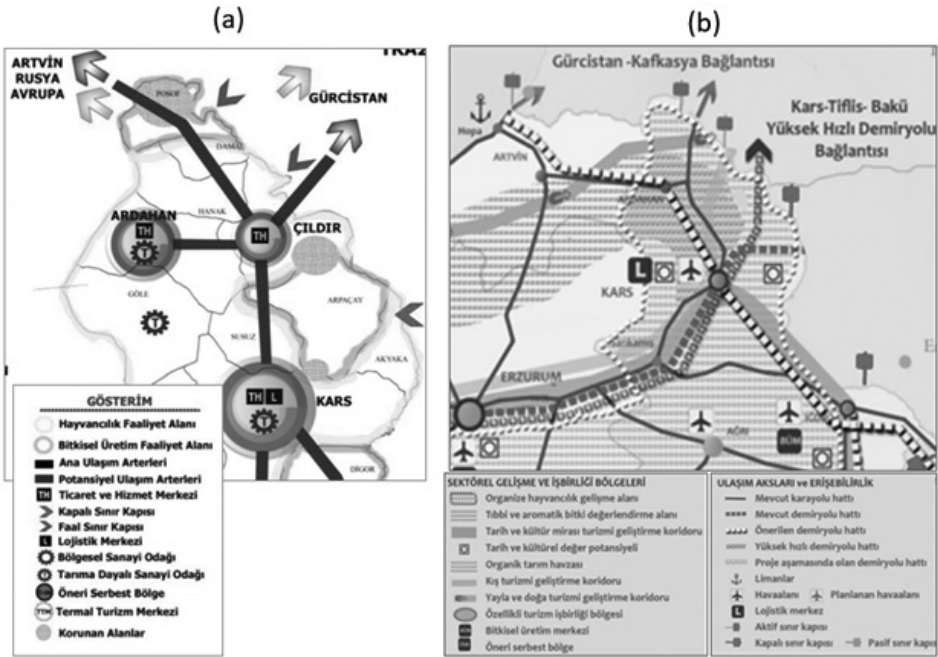 (a)
(b)
ARTVİN
RUSYA
AVRUPA
GÜRCİSTAN
POSOF
DAMAL
HANAK
ARDAHAN
TH
T
TH
ÇILDIR
GÖLE
T
ARPAÇAY
SUSUZ
AKYAKA
TH L
T
KARS
DİGOR
GÖSTERİM
Hayvancılık Faaliyet Alanı
Bitkisel Üretim Faaliyet Alanı
Ana Ulaşım Arterleri
Potansiyel Ulaşım Arterleri
TH Ticaret ve Hizmet Merkezi
Kapalı Sınır Kapısı
Faal Sınır Kapısı
L Lojistik Merkezi
Bölgesel Sanayi Odağı
T Tarıma Dayalı Sanayi Odağı
Öneri Serbest Bölge
Termal Turizm Merkezi
Korunan Alanlar
Gürcistan -Kafkasya Bağlantısı
Kars-Tiflis- Bakü
Yüksek Hızlı Demiryolu
Bağlantısı
Hopa
ARTVİN
ARDAHAN
L
KARS
Sarıkamış
ERZURUM
AĞRI
BÜM
SEKTÖREL GELİŞME VE İŞBİRLİĞİ BÖLGELERİ
Organize hayvancılık gelişme alanı
Tıbbi ve aromatik bitki değerlendirme alanı
Tarih ve kültür mirası turizmi geliştirme koridoru
Tarih ve kültürel değer potansiyeli
Organik tarım havzası
Kış turizmi geliştirme koridoru
Yayla ve doğa turizmi geliştirme koridoru
Özellikli turizm işbirliği bölgesi
BÜM Bitkisel üretim merkezi
Öneri serbest bölge
ULAŞIM AKSLARI ve ERİŞEBİLİRLİK
Mevcut karayolu hattı
Mevcut demiryolu hattı
Önerilen demiryolu hattı
Yüksek hızlı demiryolu hattı
Proje aşamasında olan demiryolu hattı
Limanlar
Havaalanı Planlanan havaalanı
L Lojistik merkez
Aktif sınır kapısı
Kapalı sınır kapısı Pasif sınır kapısı